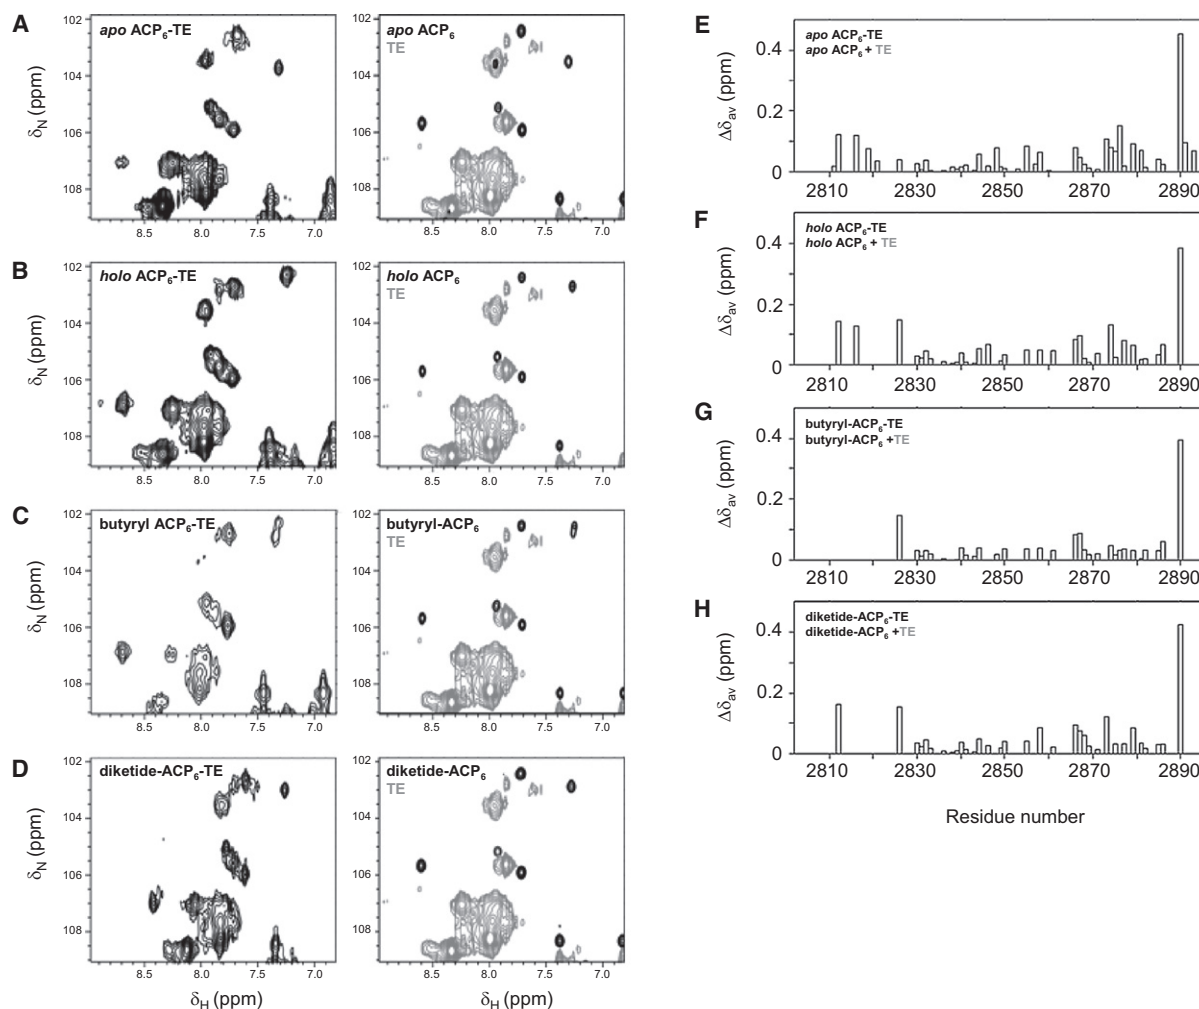 A
apo ACP6-TE
102
104
106
108
8.5
8.0
7.5
7.0
δN (ppm)
apo ACP6
TE
102
104
106
108
8.5
8.0
7.5
7.0
B
holo ACP6-TE
102
104
106
108
8.5
8.0
7.5
7.0
δN (ppm)
holo ACP6
TE
102
104
106
108
8.5
8.0
7.5
7.0
C
butyryl ACP6-TE
102
104
106
108
8.5
8.0
7.5
7.0
δN (ppm)
butyryl-ACP6
TE
102
104
106
108
8.5
8.0
7.5
7.0
D
diketide-ACP6-TE
102
104
106
108
8.5
8.0
7.5
7.0
δN (ppm)
δH (ppm)
diketide-ACP6
TE
102
104
106
108
8.5
8.0
7.5
7.0
δH (ppm)
E
apo ACP6-TE
apo ACP6 + TE
0.4
0.2
0
Δδav (ppm)
2810 2830 2850 2870 2890
F
holo ACP6-TE
holo ACP6 + TE
0.4
0.2
0
Δδav (ppm)
2810 2830 2850 2870 2890
G
butyryl-ACP6-TE
butyryl-ACP6 +TE
0.4
0.2
0
Δδav (ppm)
2810 2830 2850 2870 2890
H
diketide-ACP6-TE
diketide-ACP6 +TE
0.4
0.2
0
Δδav (ppm)
2810 2830 2850 2870 2890
Residue number